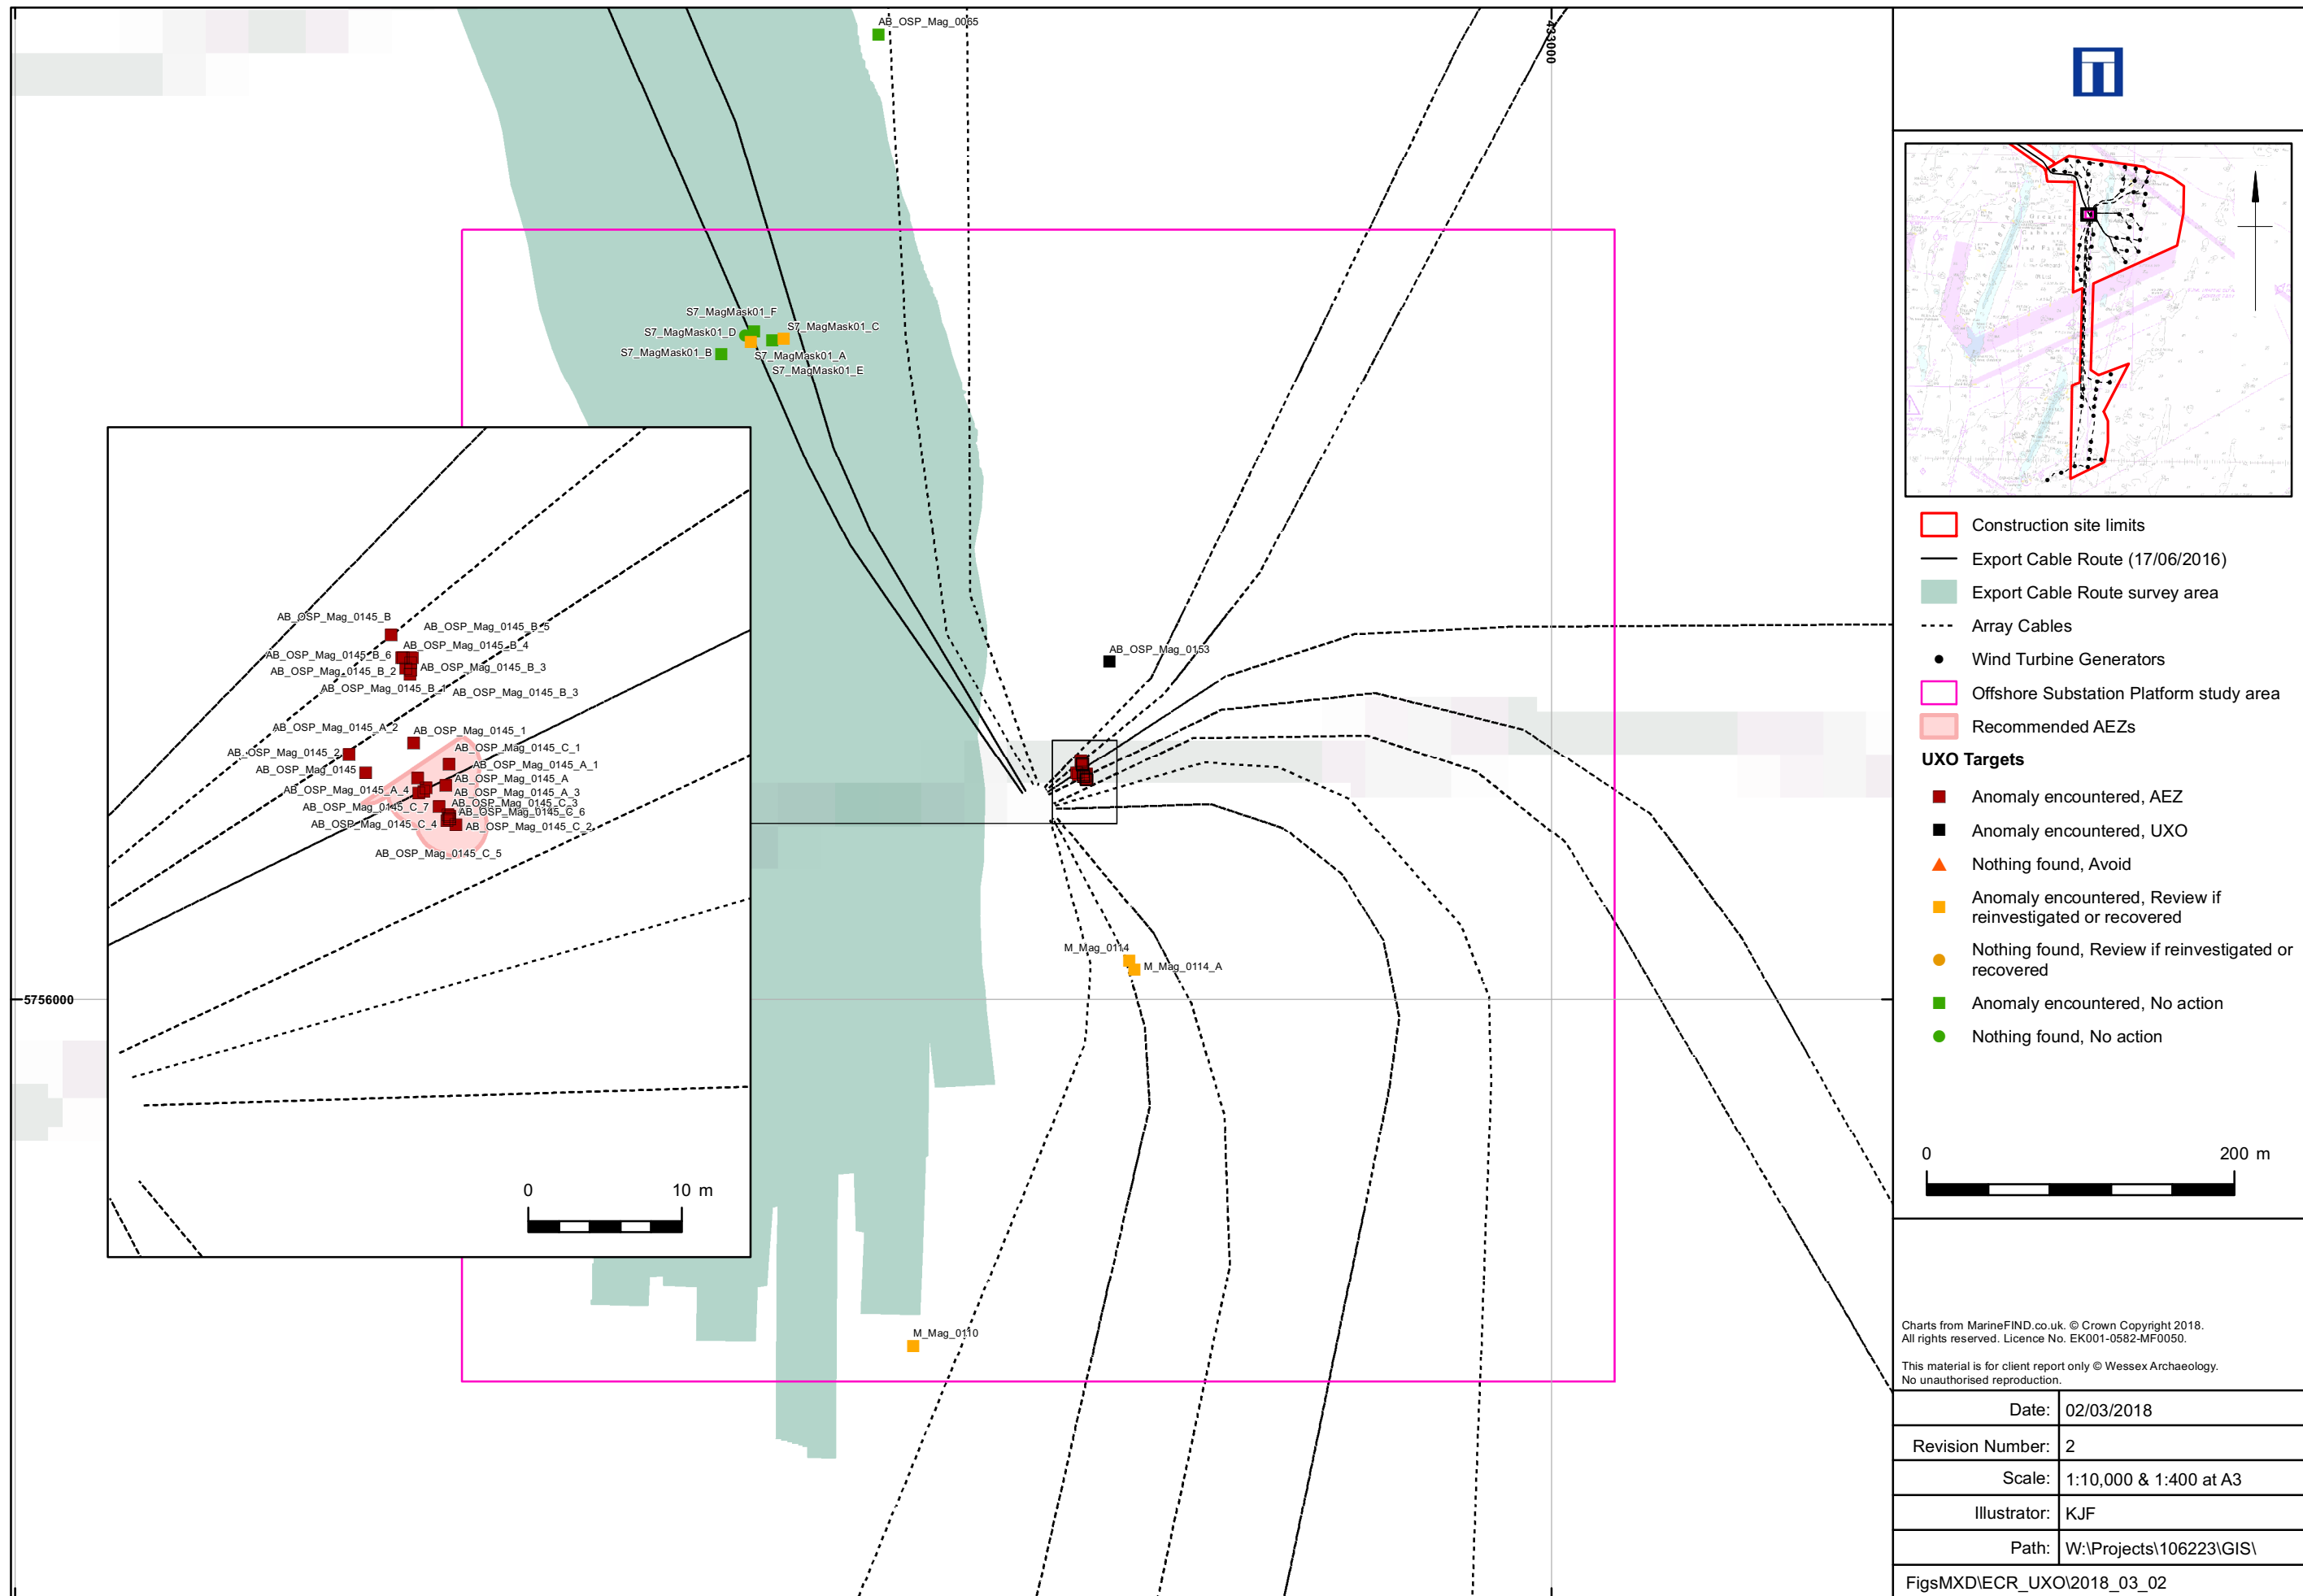 AB_OSP_Mag_0065
433000
S7_MagMask01_F
S7_MagMask01_D
S7_MagMask01_C
S7_MagMask01_B
S7_MagMask01_A
S7_MagMask01_E
AB_OSP_Mag_0153
M_Mag_0114
M_Mag_0114_A
M_Mag_0110
5756000
AB_OSP_Mag_0145_B
AB_OSP_Mag_0145_B_5
AB_OSP_Mag_0145_B_4
AB_OSP_Mag_0145_B_6
AB_OSP_Mag_0145_B_3
AB_OSP_Mag_0145_B_2
AB_OSP_Mag_0145_B_1
AB_OSP_Mag_0145_B_3
AB_OSP_Mag_0145_A_2
AB_OSP_Mag_0145_1
AB_OSP_Mag_0145_2
AB_OSP_Mag_0145_C_1
AB_OSP_Mag_0145
AB_OSP_Mag_0145_A_1
AB_OSP_Mag_0145_A
AB_OSP_Mag_0145_A_4
AB_OSP_Mag_0145_A_3
AB_OSP_Mag_0145_C_7
AB_OSP_Mag_0145_C_3
AB_OSP_Mag_0145_C_6
AB_OSP_Mag_0145_C_4
AB_OSP_Mag_0145_C_2
AB_OSP_Mag_0145_C_5
0 10 m
Construction site limits
Export Cable Route (17/06/2016)
Export Cable Route survey area
Array Cables
Wind Turbine Generators
Offshore Substation Platform study area
Recommended AEZs
UXO Targets
Anomaly encountered, AEZ
Anomaly encountered, UXO
Nothing found, Avoid
Anomaly encountered, Review if
reinvestigated or recovered
Nothing found, Review if reinvestigated or
recovered
Anomaly encountered, No action
Nothing found, No action
0 200 m
Charts from MarineFIND.co.uk. © Crown Copyright 2018.
All rights reserved. Licence No. EK001-0582-MF0050.
This material is for client report only © Wessex Archaeology.
No unauthorised reproduction.
Date: 02/03/2018
Revision Number: 2
Scale: 1:10,000 & 1:400 at A3
Illustrator: KJF
Path: W:\Projects\106223\GIS\
FigsMXD\ECR_UXO\2018_03_02